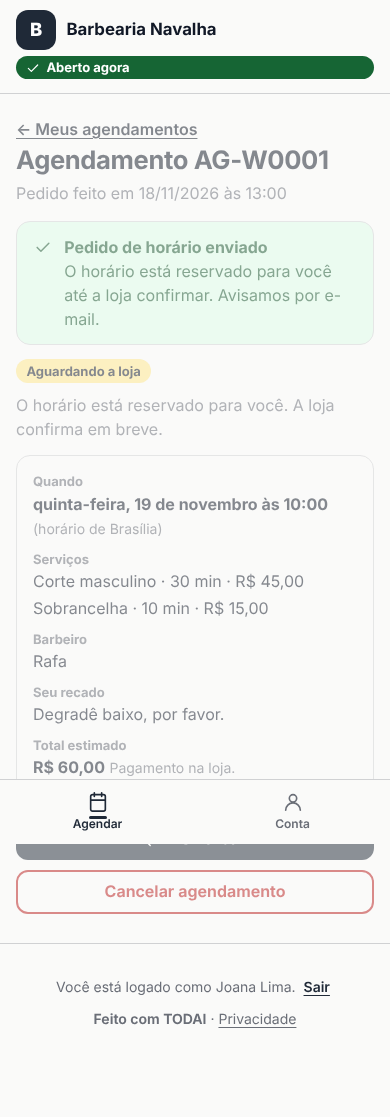 B Barbearia Navalha
Aberto agora
← Meus agendamentos
Agendamento AG-W0001
Pedido feito em 18/11/2026 às 13:00
Pedido de horário enviado
O horário está reservado para você
até a loja confirmar. Avisamos por e-
mail.
Aguardando a loja
O horário está reservado para você. A loja
confirma em breve.
Quando
quinta-feira, 19 de novembro às 10:00
(horário de Brasília)
Serviços
Corte masculino · 30 min · R$ 45,00
Sobrancelha · 10 min · R$ 15,00
Barbeiro
Rafa
Seu recado
Degradê baixo, por favor.
Total estimado
R$ 60,00 Pagamento na loja.
Agendar
Conta
Cancelar agendamento
Você está logado como Joana Lima. Sair
Feito com TODAI · Privacidade